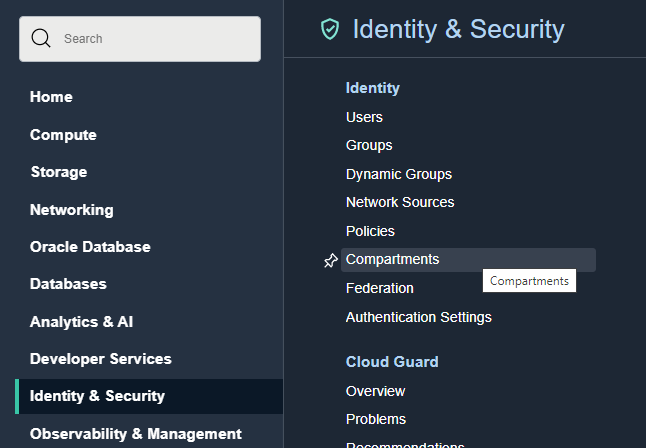 Search
Home
Compute
Storage
Networking
Oracle Database
Databases
Analytics & AI
Developer Services
Identity & Security
Observability & Management
Identity & Security
Identity
Users
Groups
Dynamic Groups
Network Sources
Policies
Compartments
Compartments
Federation
Authentication Settings
Cloud Guard
Overview
Problems
Recommendations